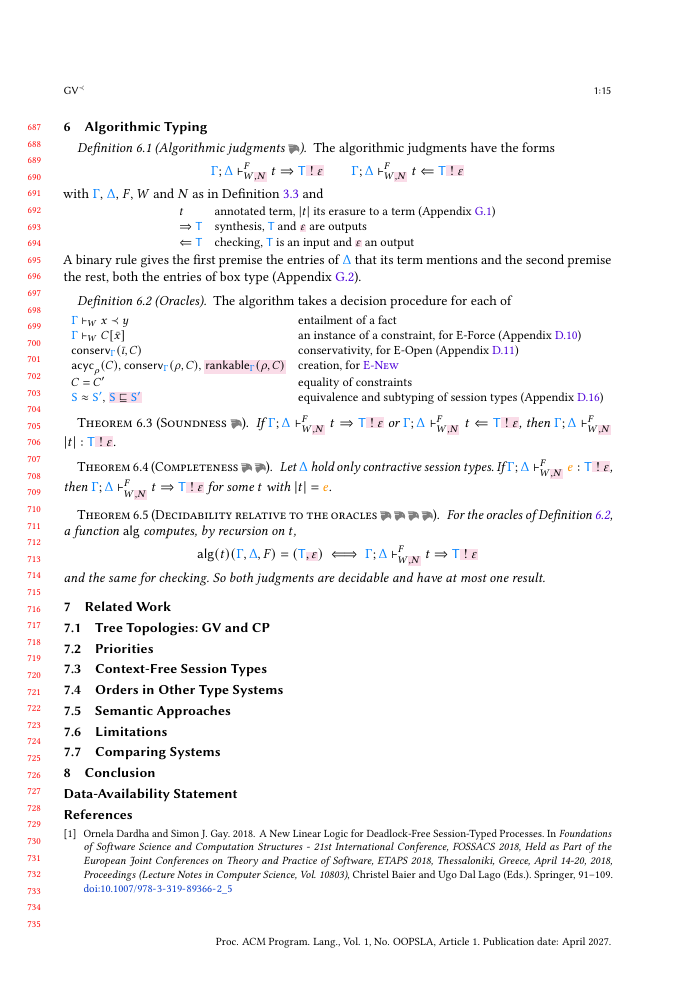 GV≺ 1:15
687 6 Algorithmic Typing
688 Definition 6.1 (Algorithmic judgments). The algorithmic judgments have the forms
689
690 Γ; Δ ⊢^F_{W,N} t ⇒ T ! ε Γ; Δ ⊢^F_{W,N} t ⇐ T ! ε
691 with Γ, Δ, F, W and N as in Definition 3.3 and
692 t annotated term, |t| its erasure to a term (Appendix G.1)
693 ⇒ T synthesis, T and ε are outputs
694 ⇐ T checking, T is an input and ε an output
695 A binary rule gives the first premise the entries of Δ that its term mentions and the second premise
696 the rest, both the entries of box type (Appendix G.2).
697
698 Definition 6.2 (Oracles). The algorithm takes a decision procedure for each of
699 Γ ⊢_W x ≺ y entailment of a fact
700 Γ ⊢_W C[x̄] an instance of a constraint, for E-Force (Appendix D.10)
701 conserv_Γ(ī, C) conservativity, for E-Open (Appendix D.11)
702 acyc_ρ(C), conserv_Γ(ρ, C), rankable_Γ(ρ, C) creation, for E-New
703 C = C′ equality of constraints
704 S ≈ S′, S ⊑ S′ equivalence and subtyping of session types (Appendix D.16)
705 Theorem 6.3 (Soundness). If Γ; Δ ⊢^F_{W,N} t ⇒ T ! ε or Γ; Δ ⊢^F_{W,N} t ⇐ T ! ε, then Γ; Δ ⊢^F_{W,N}
706 |t| : T ! ε.
707
708 Theorem 6.4 (Completeness). Let Δ hold only contractive session types. If Γ; Δ ⊢^F_{W,N} e : T ! ε,
709 then Γ; Δ ⊢^F_{W,N} t ⇒ T ! ε for some t with |t| = e.
710
711 Theorem 6.5 (Decidability relative to the oracles). For the oracles of Definition 6.2,
712 a function alg computes, by recursion on t,
713 alg(t)(Γ, Δ, F) = (T, ε) ⟺ Γ; Δ ⊢^F_{W,N} t ⇒ T ! ε
714 and the same for checking. So both judgments are decidable and have at most one result.
715
716 7 Related Work
717 7.1 Tree Topologies: GV and CP
718 7.2 Priorities
719
720 7.3 Context-Free Session Types
721 7.4 Orders in Other Type Systems
722 7.5 Semantic Approaches
723 7.6 Limitations
724
725 7.7 Comparing Systems
726 8 Conclusion
727 Data-Availability Statement
728 References
729 [1] Ornela Dardha and Simon J. Gay. 2018. A New Linear Logic for Deadlock-Free Session-Typed Processes. In Foundations
730 of Software Science and Computation Structures - 21st International Conference, FOSSACS 2018, Held as Part of the
731 European Joint Conferences on Theory and Practice of Software, ETAPS 2018, Thessaloniki, Greece, April 14-20, 2018,
732 Proceedings (Lecture Notes in Computer Science, Vol. 10803), Christel Baier and Ugo Dal Lago (Eds.). Springer, 91–109.
733 doi:10.1007/978-3-319-89366-2_5
734
735
Proc. ACM Program. Lang., Vol. 1, No. OOPSLA, Article 1. Publication date: April 2027.